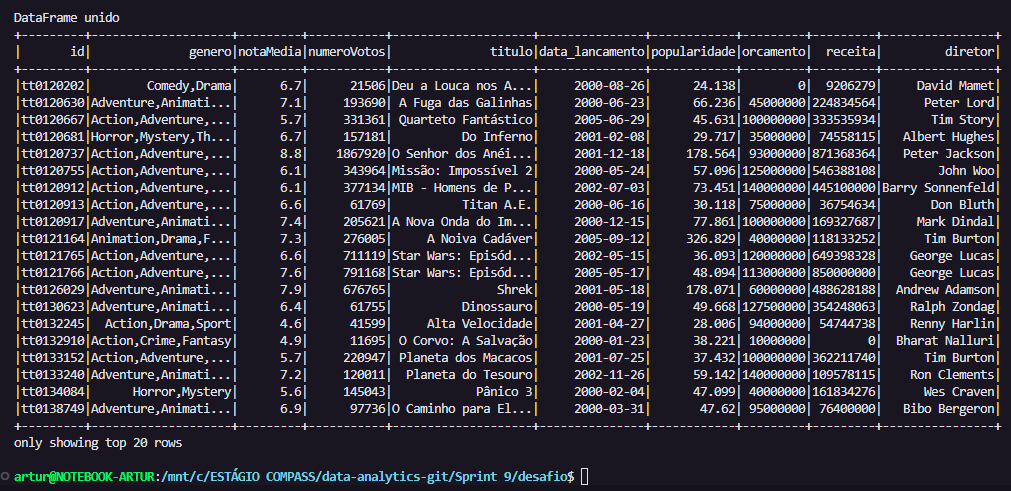 DataFrame unido
+---------+--------------------+---------+-----------+--------------------+---------------+------------+---------+---------+----------------+
|       id|              genero|notaMedia|numeroVotos|              titulo|data_lancamento|popularidade|orcamento|  receita|         diretor|
+---------+--------------------+---------+-----------+--------------------+---------------+------------+---------+---------+----------------+
|tt0120202|        Comedy,Drama|      6.7|      21506|Deu a Louca nos A...|     2000-08-26|      24.138|        0|  9206279|     David Mamet|
|tt0120630|Adventure,Animati...|      7.1|     193690| A Fuga das Galinhas|     2000-06-23|      66.236| 45000000|224834564|      Peter Lord|
|tt0120667|Action,Adventure,...|      5.7|     331361| Quarteto Fantástico|     2005-06-29|      45.631|100000000|333535934|       Tim Story|
|tt0120681|Horror,Mystery,Th...|      6.7|     157181|          Do Inferno|     2001-02-08|      29.717| 35000000| 74558115|   Albert Hughes|
|tt0120737|Action,Adventure,...|      8.8|    1867920|O Senhor dos Anéi...|     2001-12-18|     178.564| 93000000|871368364|   Peter Jackson|
|tt0120755|Action,Adventure,...|      6.1|     343964|Missão: Impossível 2|     2000-05-24|      57.096|125000000|546388108|        John Woo|
|tt0120912|Action,Adventure,...|      6.1|     377134|MIB - Homens de P...|     2002-07-03|      73.451|140000000|445100000|Barry Sonnenfeld|
|tt0120913|Action,Adventure,...|      6.6|      61769|          Titan A.E.|     2000-06-16|      30.118| 75000000| 36754634|       Don Bluth|
|tt0120917|Adventure,Animati...|      7.4|     205621|A Nova Onda do Im...|     2000-12-15|      77.861|100000000|169327687|     Mark Dindal|
|tt0121164|Animation,Drama,F...|      7.3|     276005|     A Noiva Cadáver|     2005-09-12|     326.829| 40000000|118133252|      Tim Burton|
|tt0121765|Action,Adventure,...|      6.6|     711119|Star Wars: Episód...|     2002-05-15|      36.093|120000000|649398328|    George Lucas|
|tt0121766|Action,Adventure,...|      7.6|     791168|Star Wars: Episód...|     2005-05-17|      48.094|113000000|850000000|    George Lucas|
|tt0126029|Adventure,Animati...|      7.9|     676765|               Shrek|     2001-05-18|     178.071| 60000000|488628188|  Andrew Adamson|
|tt0130623|Adventure,Animati...|      6.4|      61755|          Dinossauro|     2000-05-19|      49.668|127500000|354248063|    Ralph Zondag|
|tt0132245|  Action,Drama,Sport|      4.6|      41599|     Alta Velocidade|     2001-04-27|      28.006| 94000000| 54744738|    Renny Harlin|
|tt0132910|Action,Crime,Fantasy|      4.9|      11695| O Corvo: A Salvação|     2000-01-23|      38.221| 10000000|        0|  Bharat Nalluri|
|tt0133152|Action,Adventure,...|      5.7|     220947| Planeta dos Macacos|     2001-07-25|      37.432|100000000|362211740|      Tim Burton|
|tt0133240|Adventure,Animati...|      7.2|     120011|  Planeta do Tesouro|     2002-11-26|      59.142|140000000|109578115|    Ron Clements|
|tt0134084|      Horror,Mystery|      5.6|     145043|            Pânico 3|     2000-02-04|      47.099| 40000000|161834276|      Wes Craven|
|tt0138749|Adventure,Animati...|      6.9|      97736|O Caminho para El...|     2000-03-31|       47.62| 95000000| 76400000|   Bibo Bergeron|
+---------+--------------------+---------+-----------+--------------------+---------------+------------+---------+---------+----------------+
only showing top 20 rows
artur@NOTEBOOK-ARTUR:/mnt/c/ESTÁGIO COMPASS/data-analytics-git/Sprint 9/desafio$